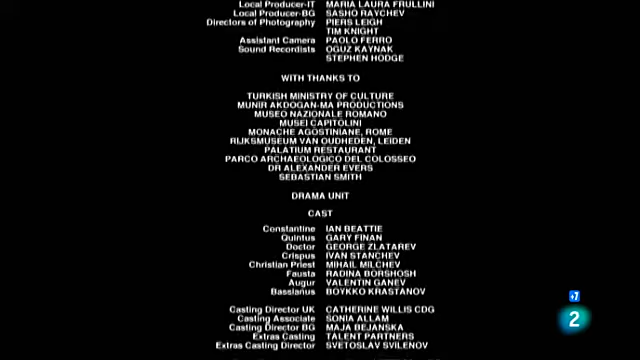 Local Producer-IT MARIA LAURA FRULLINI
Local Producer-BG SASHO RAYCHEV
Directors of Photography PIERS LEIGH
TIM KNIGHT
Assistant Camera PAOLO FERRO
Sound Recordists OGUZ KAYNAK
STEPHEN HODGE
WITH THANKS TO
TURKISH MINISTRY OF CULTURE
MUNIR AKDOGAN-MA PRODUCTIONS
MUSEO NAZIONALE ROMANO
MUSEI CAPITOLINI
MONACHE AGOSTINIANE, ROME
RIJKSMUSEUM VAN OUDHEDEN, LEIDEN
PALATIUM RESTAURANT
PARCO ARCHAEOLOGICO DEL COLOSSEO
DR ALEXANDER EVERS
SEBASTIAN SMITH
DRAMA UNIT
CAST
Constantine IAN BEATTIE
Quintus GARY FINAN
Doctor GEORGE ZLATAREV
Crispus IVAN STANCHEV
Christian Priest MIHAIL MILCHEV
Fausta RADINA BORSHOSH
Augur VALENTIN GANEV
Bassianus BOYKKO KRASTANOV
Casting Director UK CATHERINE WILLIS CDG
Casting Associate SONIA ALLAM
Casting Director BG MAJA BEJANSKA
Extras Casting TALENT PARTNERS
Extras Casting Director SVETOSLAV SVILENOV
+7
2